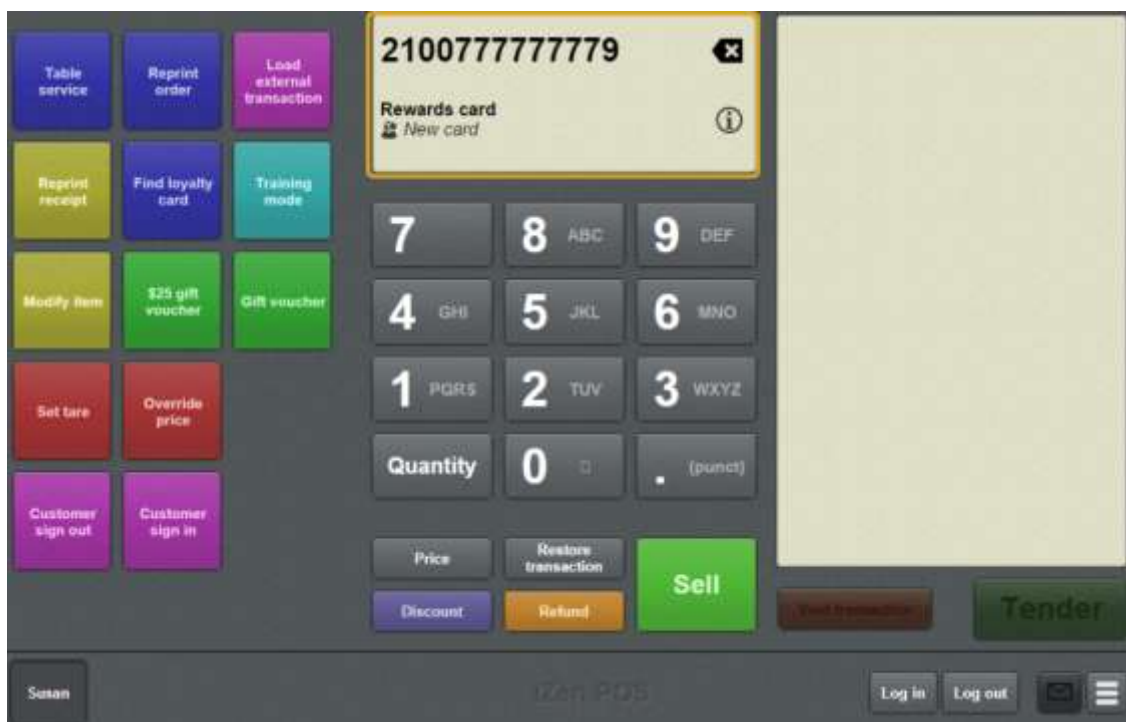 Table
service
Reprint
order
Load
external
transaction
Reprint
receipt
Find loyalty
card
Training
mode
Modify item
$25 gift
voucher
Gift voucher
Set tare
Override
price
Customer
sign out
Customer
sign in
2100777777779
Rewards card
New card
7
8 ABC
9 DEF
4 GHI
5 JKL
6 MNO
1 PQRS
2 TUV
3 WXYZ
Quantity
0
. (punct)
Price
Restore
transaction
Sell
Discount
Refund
Tender
Susan
iZen POS
Log in
Log out